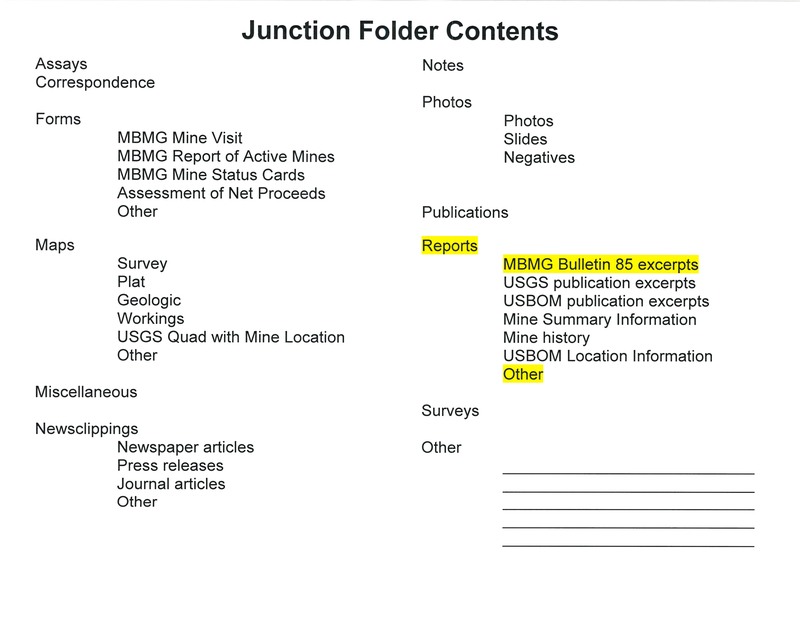 Junction Folder Contents
Assays
Correspondence
Forms
MBMG Mine Visit
MBMG Report of Active Mines
MBMG Mine Status Cards
Assessment of Net Proceeds
Other
Maps
Survey
Plat
Geologic
Workings
USGS Quad with Mine Location
Other
Miscellaneous
Newsclippings
Newspaper articles
Press releases
Journal articles
Other
Notes
Photos
Photos
Slides
Negatives
Publications
Reports
MBMG Bulletin 85 excerpts
USGS publication excerpts
USBOM publication excerpts
Mine Summary Information
Mine history
USBOM Location Information
Other
Surveys
Other